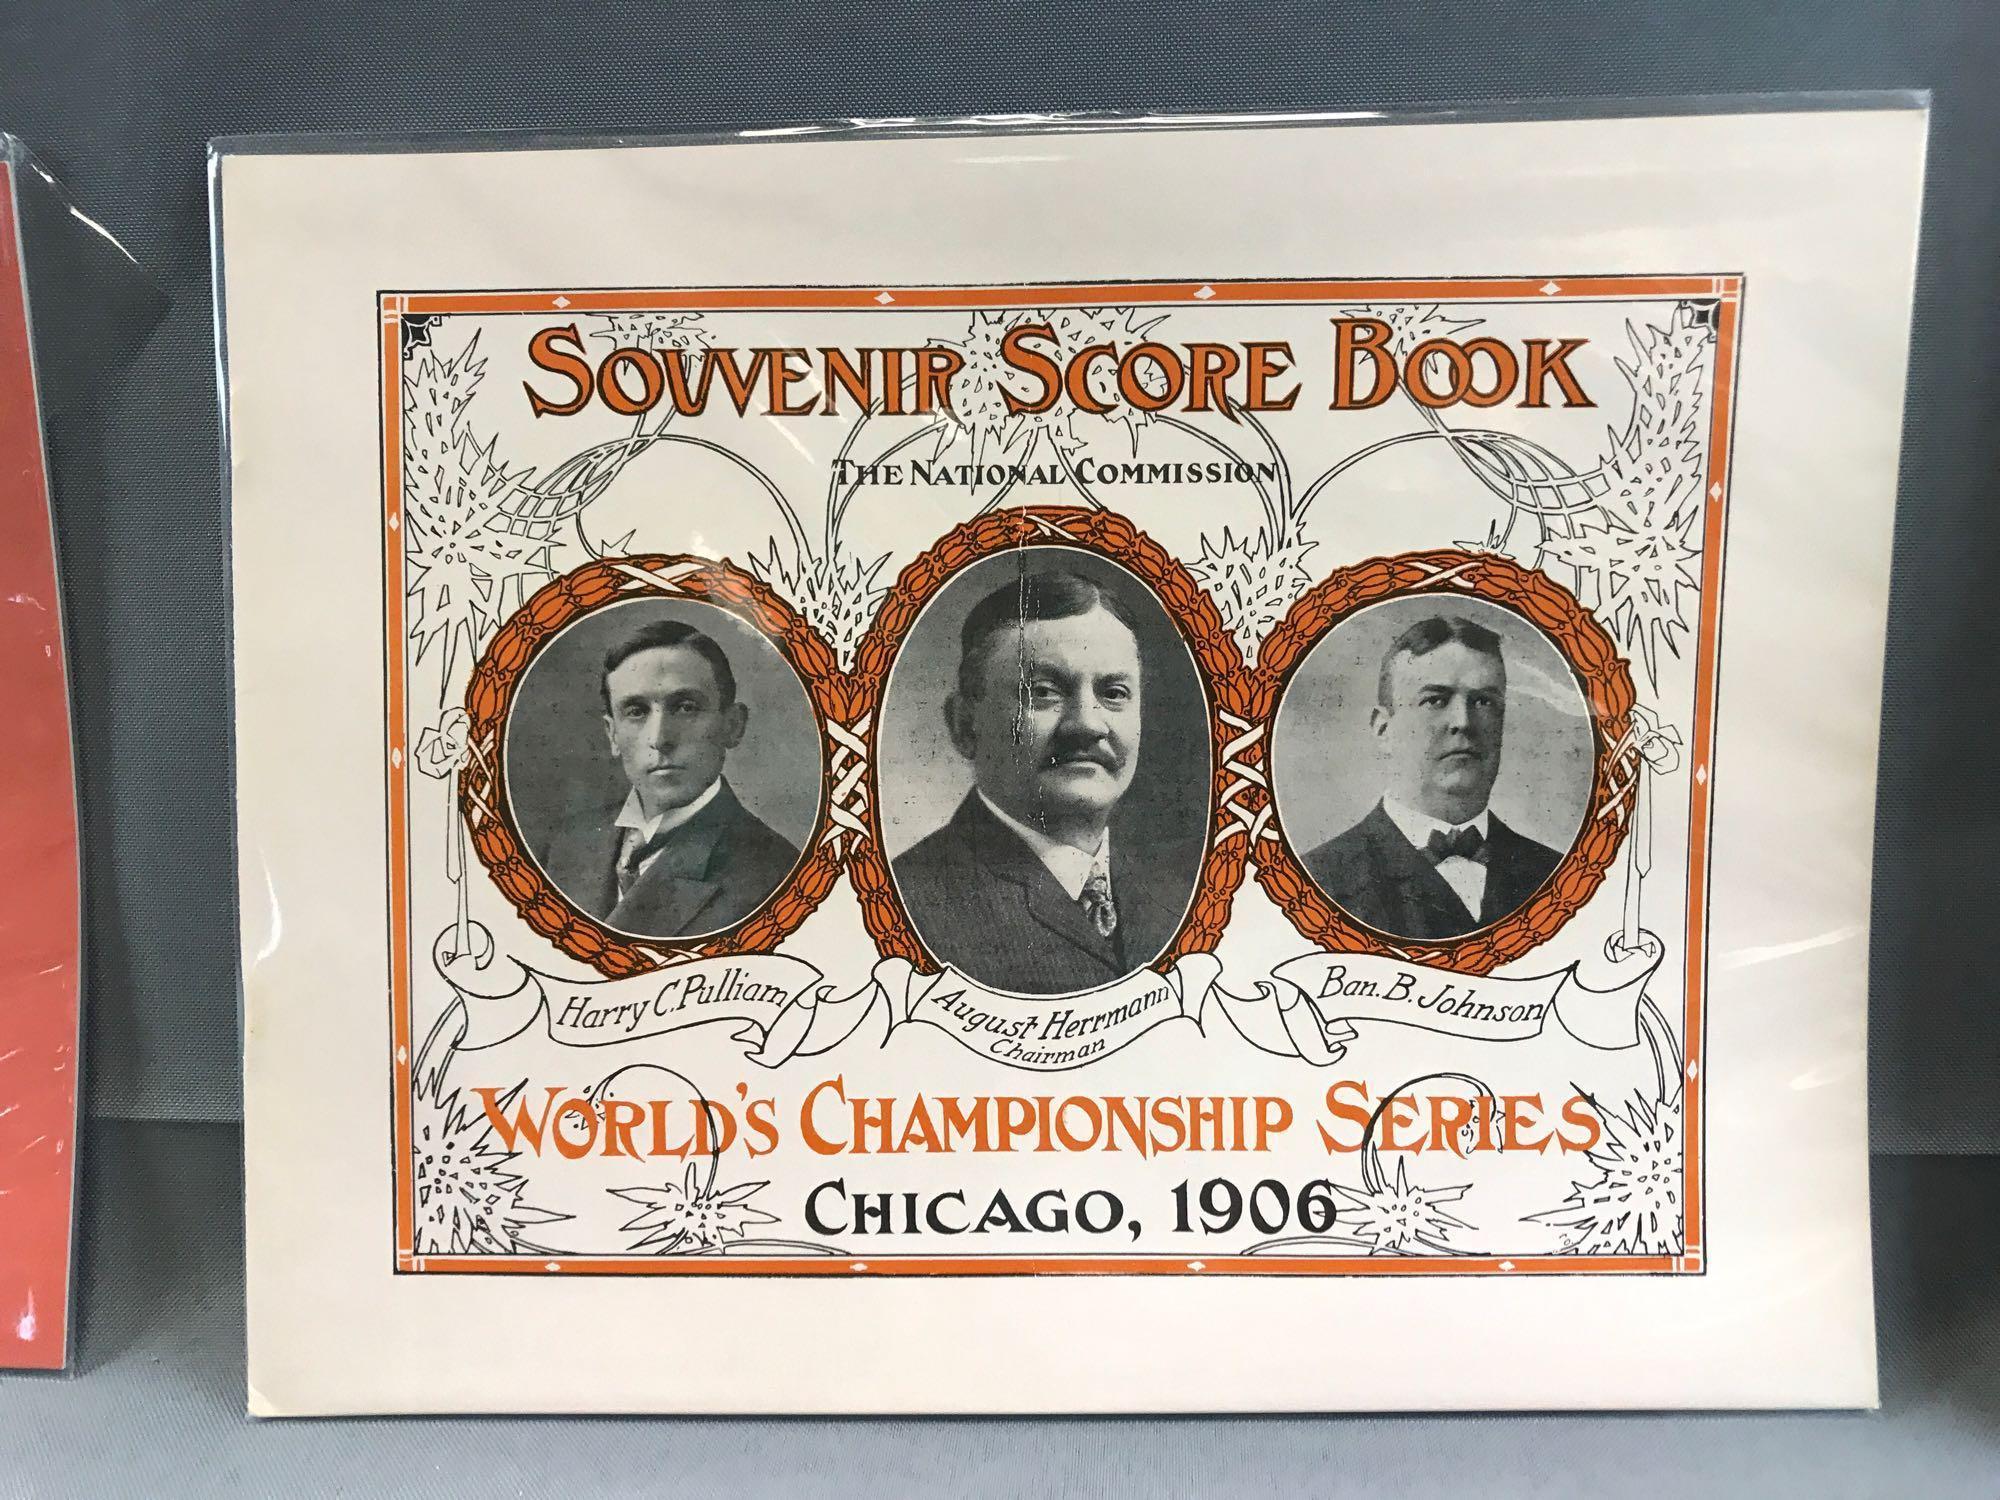 SOUVENIR SCORE BOOK
THE NATIONAL COMMISSION
Harry C. Pulliam
August Herrmann
Chairman
Ban. B. Johnson
WORLD'S CHAMPIONSHIP SERIES
CHICAGO, 1906